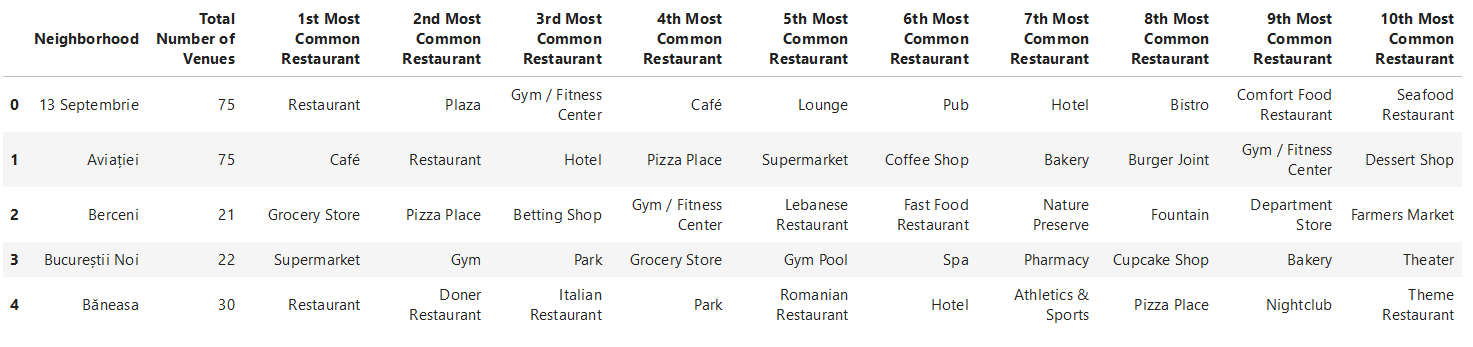 Neighborhood Total Number of Venues 1st Most Common Restaurant 2nd Most Common Restaurant 3rd Most Common Restaurant 4th Most Common Restaurant 5th Most Common Restaurant 6th Most Common Restaurant 7th Most Common Restaurant 8th Most Common Restaurant 9th Most Common Restaurant 10th Most Common Restaurant
0 13 Septembrie 75 Restaurant Plaza Gym / Fitness Center Café Lounge Pub Hotel Bistro Comfort Food Restaurant Seafood Restaurant
1 Aviației 75 Café Restaurant Hotel Pizza Place Supermarket Coffee Shop Bakery Burger Joint Gym / Fitness Center Dessert Shop
2 Berceni 21 Grocery Store Pizza Place Betting Shop Gym / Fitness Center Lebanese Restaurant Fast Food Restaurant Nature Preserve Fountain Department Store Farmers Market
3 Bucureștii Noi 22 Supermarket Gym Park Grocery Store Gym Pool Spa Pharmacy Cupcake Shop Bakery Theater
4 Băneasa 30 Restaurant Doner Restaurant Italian Restaurant Park Romanian Restaurant Hotel Athletics & Sports Pizza Place Nightclub Theme Restaurant